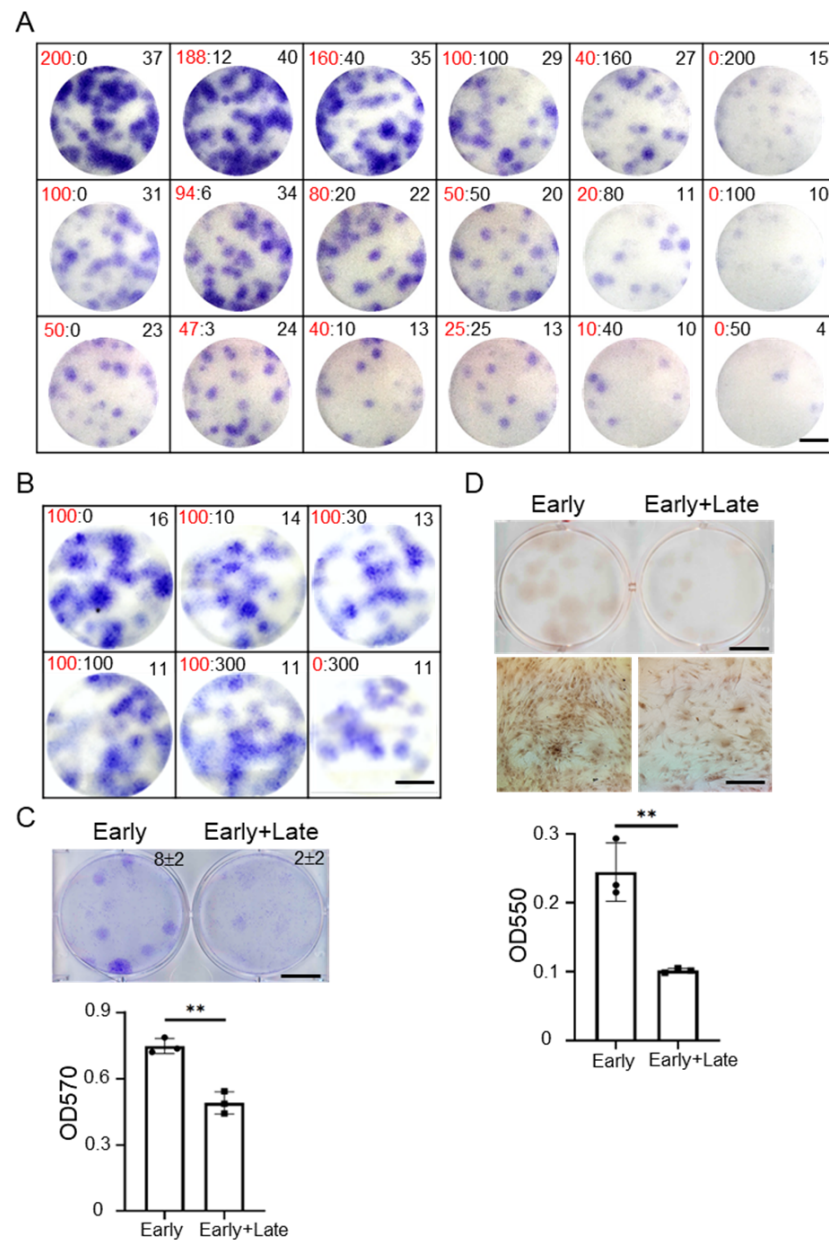 A
200:0 37 188:12 40 160:40 35 100:100 29 40:160 27 0:200 15
100:0 31 94:6 34 80:20 22 50:50 20 20:80 11 0:100 10
50:0 23 47:3 24 40:10 13 25:25 13 10:40 10 0:50 4
B
100:0 16 100:10 14 100:30 13
100:100 11 100:300 11 0:300 11
C
Early Early+Late
8±2 2±2
**
0.9
0.6
0.3
0
OD570
Early Early+Late
D
Early Early+Late
**
0.3
0.2
0.1
0
OD550
Early Early+Late